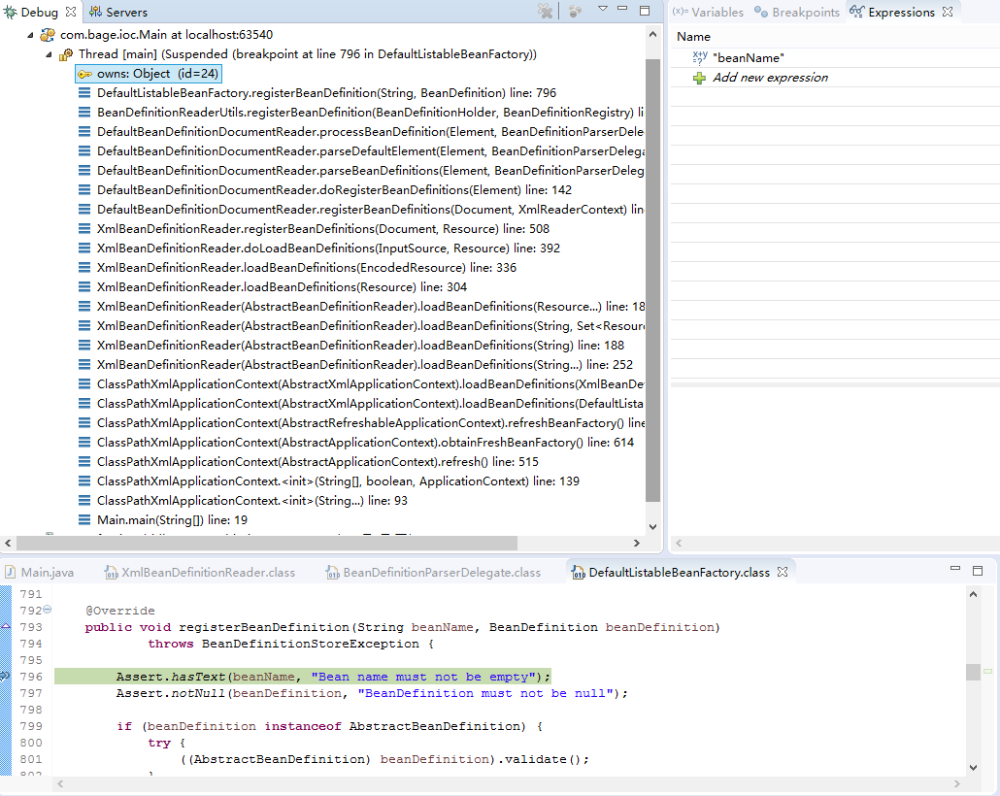 Debug
Servers
com.bage.ioc.Main at localhost:63540
Thread [main] (Suspended (breakpoint at line 796 in DefaultListableBeanFactory))
owns: Object (id=24)
DefaultListableBeanFactory.registerBeanDefinition(String, BeanDefinition) line: 796
BeanDefinitionReaderUtils.registerBeanDefinition(BeanDefinitionHolder, BeanDefinitionRegistry) li
DefaultBeanDefinitionDocumentReader.processBeanDefinition(Element, BeanDefinitionParserDele
DefaultBeanDefinitionDocumentReader.parseDefaultElement(Element, BeanDefinitionParserDelega
DefaultBeanDefinitionDocumentReader.parseBeanDefinitions(Element, BeanDefinitionParserDeleg
DefaultBeanDefinitionDocumentReader.doRegisterBeanDefinitions(Element) line: 142
DefaultBeanDefinitionDocumentReader.registerBeanDefinitions(Document, XmlReaderContext) lin
XmlBeanDefinitionReader.registerBeanDefinitions(Document, Resource) line: 508
XmlBeanDefinitionReader.doLoadBeanDefinitions(InputSource, Resource) line: 392
XmlBeanDefinitionReader.loadBeanDefinitions(EncodedResource) line: 336
XmlBeanDefinitionReader.loadBeanDefinitions(Resource) line: 304
XmlBeanDefinitionReader(AbstractBeanDefinitionReader).loadBeanDefinitions(Resource...) line: 18
XmlBeanDefinitionReader(AbstractBeanDefinitionReader).loadBeanDefinitions(String, Set<Resour
XmlBeanDefinitionReader(AbstractBeanDefinitionReader).loadBeanDefinitions(String) line: 188
XmlBeanDefinitionReader(AbstractBeanDefinitionReader).loadBeanDefinitions(String...) line: 252
ClassPathXmlApplicationContext(AbstractXmlApplicationContext).loadBeanDefinitions(XmlBeanDe
ClassPathXmlApplicationContext(AbstractXmlApplicationContext).loadBeanDefinitions(DefaultLista
ClassPathXmlApplicationContext(AbstractRefreshableApplicationContext).refreshBeanFactory() line
ClassPathXmlApplicationContext(AbstractApplicationContext).obtainFreshBeanFactory() line: 614
ClassPathXmlApplicationContext(AbstractApplicationContext).refresh() line: 515
ClassPathXmlApplicationContext.<init>(String[], boolean, ApplicationContext) line: 139
ClassPathXmlApplicationContext.<init>(String...) line: 93
Main.main(String[]) line: 19
(x)= Variables
Breakpoints
Expressions
Name
"beanName"
Add new expression
Main.java
XmlBeanDefinitionReader.class
BeanDefinitionParserDelegate.class
DefaultListableBeanFactory.class
791
792 @Override
793 public void registerBeanDefinition(String beanName, BeanDefinition beanDefinition)
794 throws BeanDefinitionStoreException {
795
796 Assert.hasText(beanName, "Bean name must not be empty");
797 Assert.notNull(beanDefinition, "BeanDefinition must not be null");
798
799 if (beanDefinition instanceof AbstractBeanDefinition) {
800 try {
801 ((AbstractBeanDefinition) beanDefinition).validate();